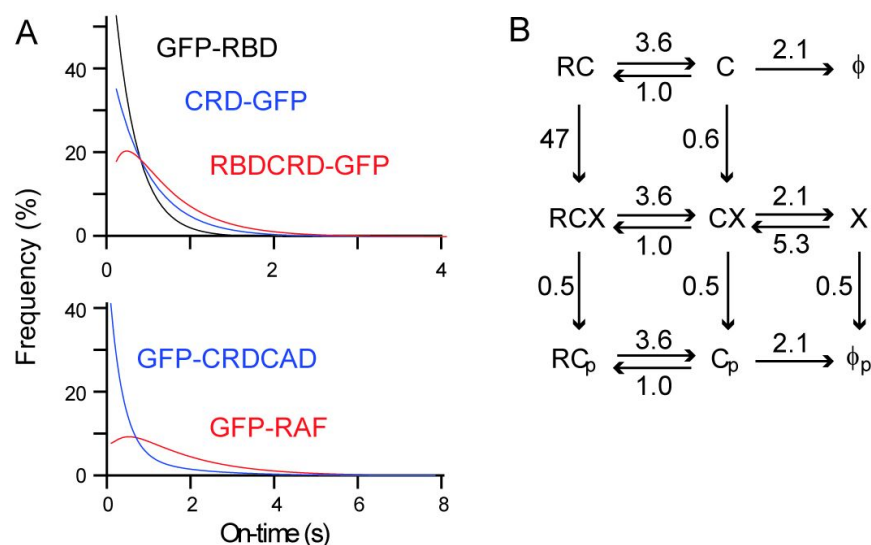 A
GFP-RBD
CRD-GFP
RBDCRD-GFP
40
20
0
0 2 4
Frequency (%)
GFP-CRDCAD
GFP-RAF
40
20
0
0 2 4 6 8
On-time (s)
B
RC 3.6 C 2.1 ϕ
1.0
47 0.6
RCX 3.6 CX 2.1 X
1.0 5.3
0.5 0.5 0.5
RCp 3.6 Cp 2.1 ϕp
1.0